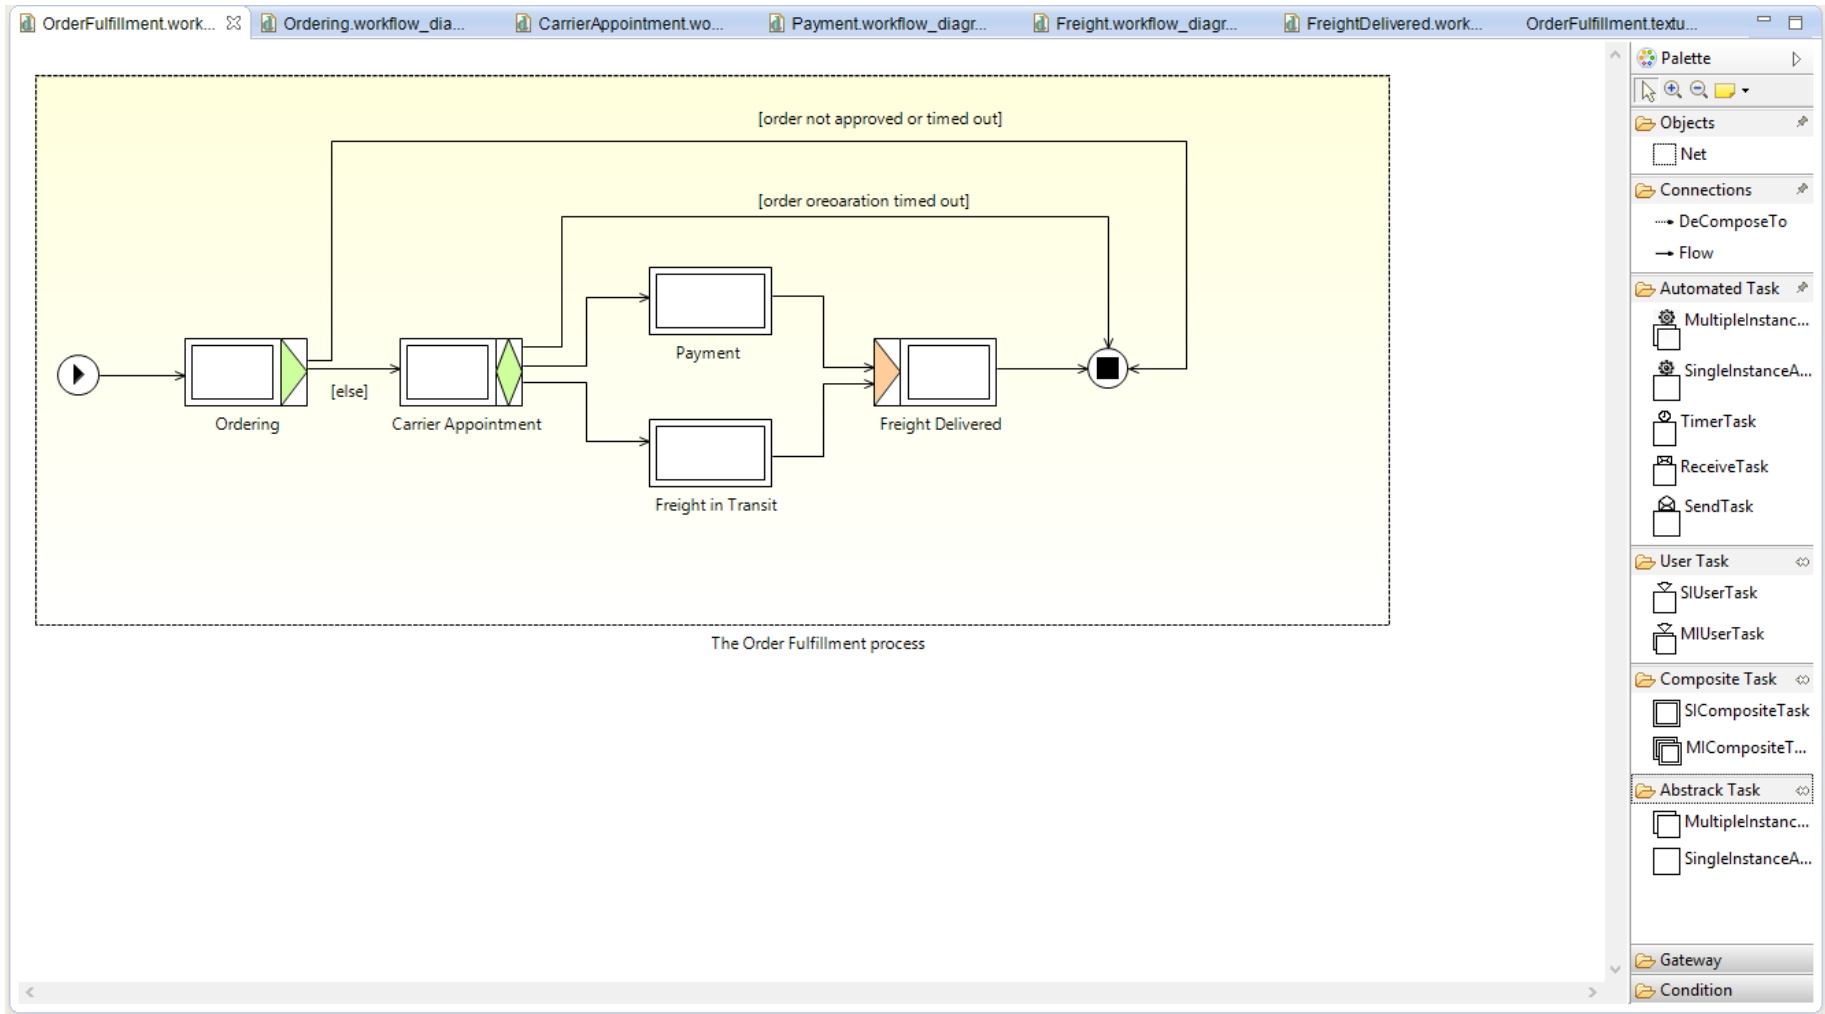 OrderFulfillment.work...
Ordering.workflow_dia...
CarrierAppointment.wo...
Payment.workflow_diagr...
Freight.workflow_diagr...
FreightDelivered.work...
OrderFulfillment.textu...
[order not approved or timed out]
[order oreoaration timed out]
Payment
[else]
Ordering
Carrier Appointment
Freight Delivered
Freight in Transit
The Order Fulfillment process
Palette
Objects
Net
Connections
DeComposeTo
Flow
Automated Task
MultipleInstanc...
SingleInstanceA...
TimerTask
ReceiveTask
SendTask
User Task
SIUserTask
MIUserTask
Composite Task
SICompositeTask
MICompositeT...
Abstrack Task
MultipleInstanc...
SingleInstanceA...
Gateway
Condition